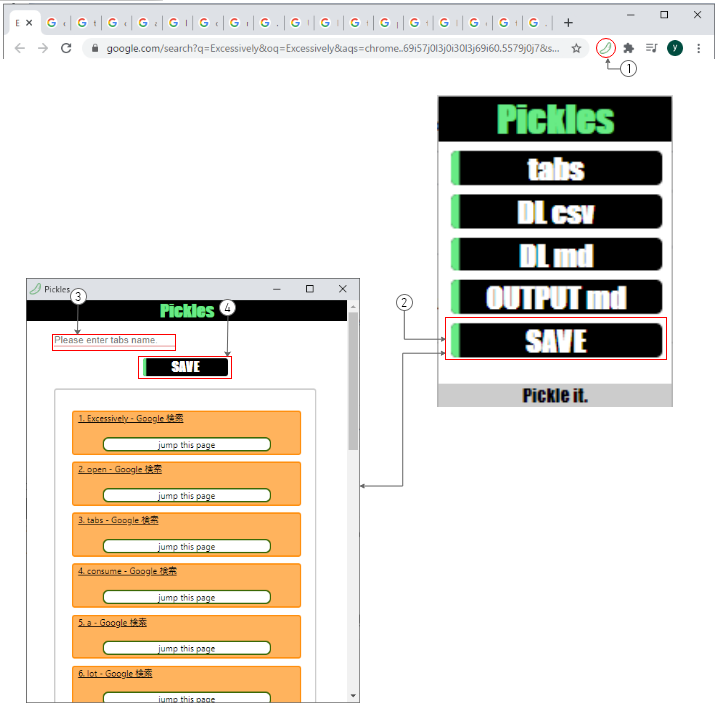 E
google.com/search?q=Excessively&oq=Excessively&aqs=chrome..69i57j0l3j0i30l3j69i60.5579j0j7&s...
y
1
Pickles
tabs
DL csv
DL md
OUTPUT md
2
SAVE
Pickle it.
Pickles
3
4
Pickles
Please enter tabs name.
SAVE
1. Excessively - Google 検索
jump this page
2. open - Google 検索
jump this page
3. tabs - Google 検索
jump this page
4. consume - Google 検索
jump this page
5. a - Google 検索
jump this page
6. lot - Google 検索
jump this page